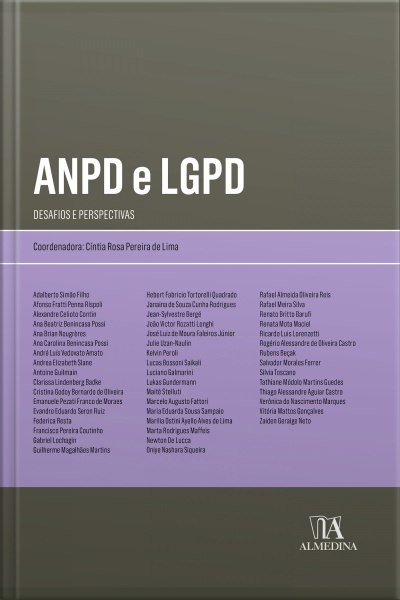 ANPD e LGPD
DESAFIOS E PERSPECTIVAS
Coordenadora: Cíntia Rosa Pereira de Lima
Adalberto Simão Filho
Afonso Fratti Penna Ríspoli
Alexandre Celioto Contin
Ana Beatriz Benincasa Possi
Ana Brian Nougrères
Ana Carolina Benincasa Possi
André Luís Vedovato Amato
Andrea Elizabeth Slane
Antoine Guilmain
Clarissa Lindenberg Badke
Cristina Godoy Bernardo de Oliveira
Emanuele Pezati Franco de Moraes
Evandro Eduardo Seron Ruiz
Federica Bosta
Francisco Pereira Coutinho
Gabriel Lochagin
Guilherme Magalhães Martins
Hebert Fabricio Tortorelli Quadrado
Janaina de Souza Cunha Rodrigues
Jean-Sylvestre Bergé
João Victor Rozatti Longhi
José Luiz de Moura Faleiros Júnior
Julie Uzan-Naulin
Kelvin Peroli
Lucas Bossoni Saikali
Luciano Galmarini
Lukas Gundermann
Maitê Stelluti
Marcelo Augusto Fattori
Maria Eduarda Sousa Sampaio
Marilia Ostini Ayello Alves de Lima
Marta Rodrigues Maffeis
Newton De Lucca
Oniye Nashara Siqueira
Rafael Almeida Oliveira Reis
Rafael Meira Silva
Renato Britto Barufi
Renata Mota Maciel
Ricardo Luis Lorenzetti
Rogério Alessandre de Oliveira Castro
Rubens Beçak
Salvador Morales Ferrer
Silvia Toscano
Tathiane Módolo Martins Guedes
Thiago Alessandre Aguiar Castro
Verônica do Nascimento Marques
Vitória Mattos Gonçalves
Zaiden Geraige Neto
ALMEDINA